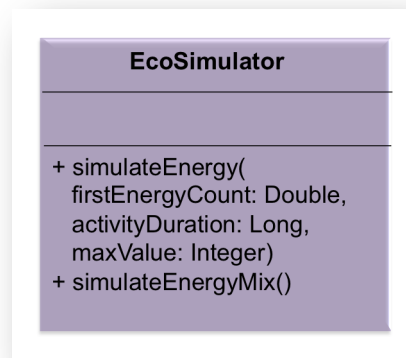 EcoSimulator
+ simulateEnergy(
firstEnergyCount: Double,
activityDuration: Long,
maxValue: Integer)
+ simulateEnergyMix()